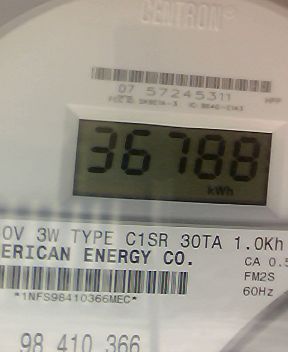 CENTRON®
07 57245311
36788
kWh
0V 3W TYPE C1SR 30TA 1.0Kh
ERICAN ENERGY CO.
CA 0.5
FM2S
60Hz
*1NFS98410366MEC*
98 410 366